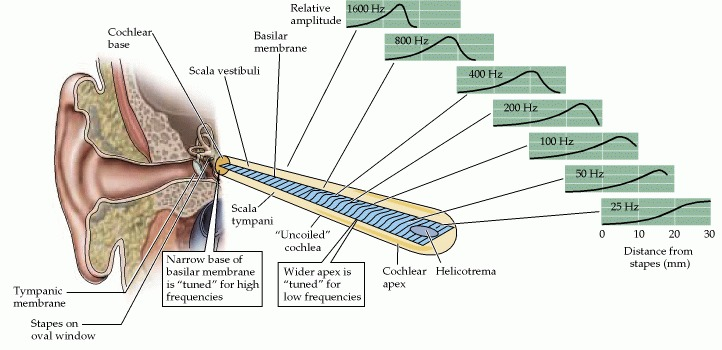 Relative
amplitude
1600 Hz
Cochlear
base
Basilar
membrane
800 Hz
Scala vestibuli
400 Hz
200 Hz
100 Hz
50 Hz
Scala
tympani
25 Hz
"Uncoiled"
cochlea
0 10 20 30
Distance from
stapes (mm)
Narrow base of
basilar membrane
is "tuned" for high
frequencies
Wider apex is
"tuned" for
low frequencies
Cochlear
apex
Helicotrema
Tympanic
membrane
Stapes on
oval window